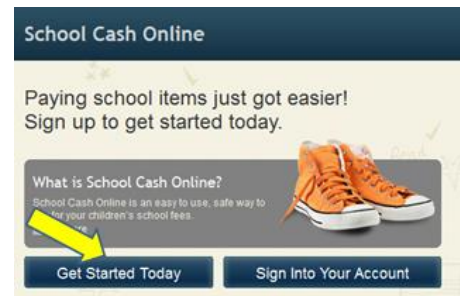 School Cash Online
Paying school items just got easier!
Sign up to get started today.
What is School Cash Online?
School Cash Online is an easy to use, safe way to
for your children's school fees.
Get Started Today
Sign Into Your Account